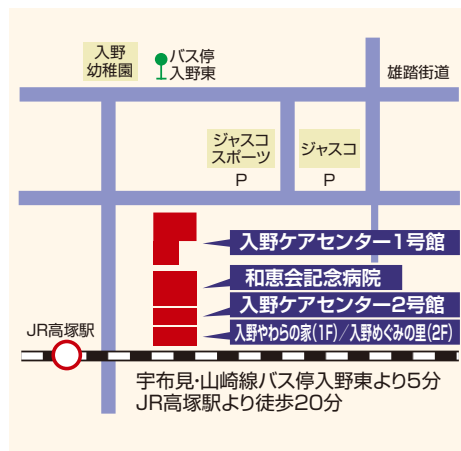 入野
幼稚園
バス停
入野東
雄踏街道
ジャスコ
スポーツ
P
ジャスコ
P
入野ケアセンター1号館
和恵会記念病院
入野ケアセンター2号館
入野やわらの家(1F)/入野めぐみの里(2F)
JR高塚駅
宇布見・山崎線バス停入野東より5分
JR高塚駅より徒歩20分